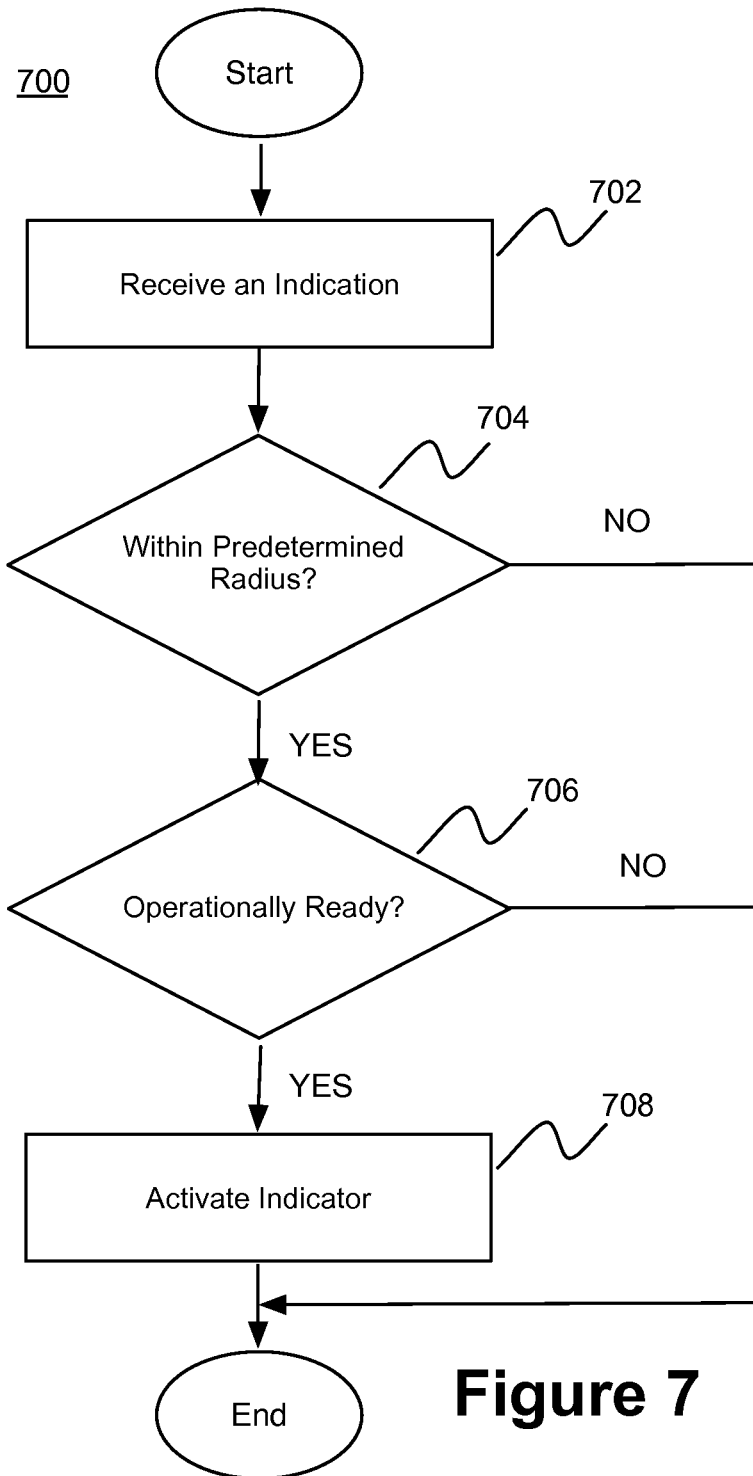 700
Start
702
Receive an Indication
704
Within Predetermined
Radius?
NO
YES
706
Operationally Ready?
NO
YES
708
Activate Indicator
End
Figure 7